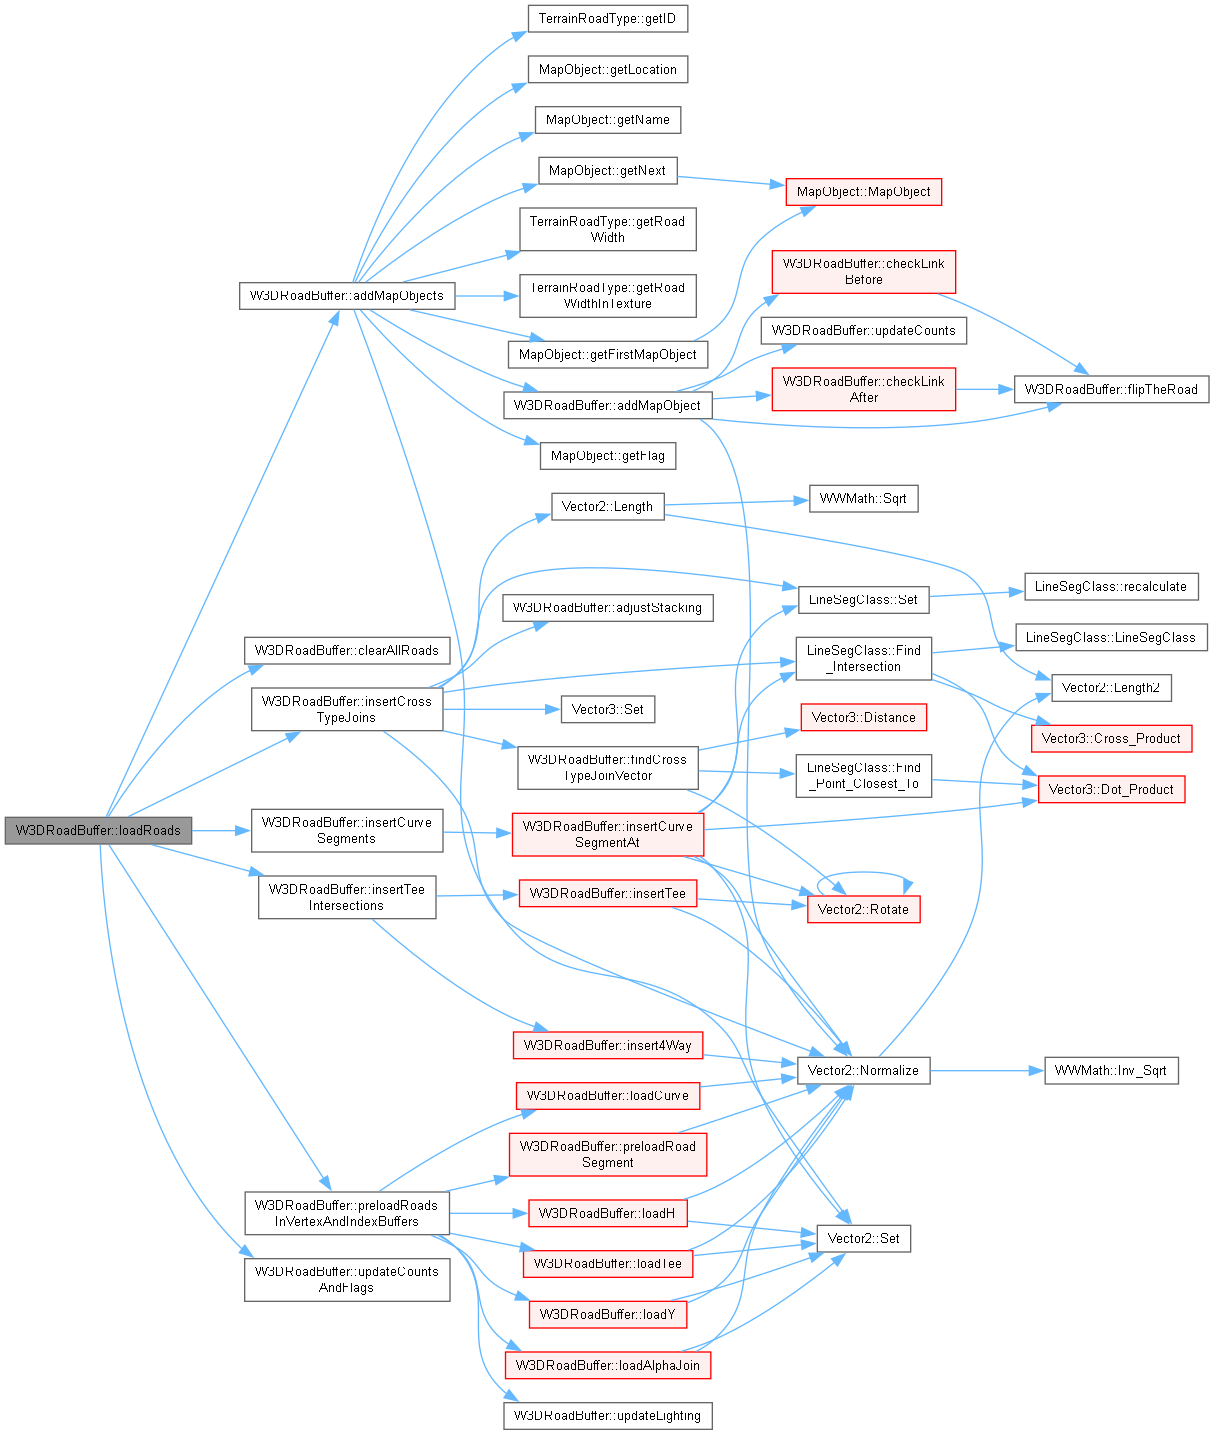 TerrainRoadType::getID
MapObject::getLocation
MapObject::getName
MapObject::getNext
MapObject::MapObject
TerrainRoadType::getRoad
Width
W3DRoadBuffer::checkLink
Before
TerrainRoadType::getRoad
WidthInTexture
W3DRoadBuffer::addMapObjects
W3DRoadBuffer::updateCounts
MapObject::getFirstMapObject
W3DRoadBuffer::checkLink
After
W3DRoadBuffer::flipTheRoad
W3DRoadBuffer::addMapObject
MapObject::getFlag
Vector2::Length
WWMath::Sqrt
LineSegClass::Set
LineSegClass::recalculate
W3DRoadBuffer::adjustStacking
W3DRoadBuffer::clearAllRoads
LineSegClass::Find
_Intersection
LineSegClass::LineSegClass
Vector2::Length2
W3DRoadBuffer::insertCross
TypeJoins
Vector3::Set
Vector3::Distance
Vector3::Cross_Product
W3DRoadBuffer::findCross
TypeJoinVector
LineSegClass::Find
_Point_Closest_To
Vector3::Dot_Product
W3DRoadBuffer::loadRoads
W3DRoadBuffer::insertCurve
Segments
W3DRoadBuffer::insertCurve
SegmentAt
W3DRoadBuffer::insertTee
Intersections
W3DRoadBuffer::insertTee
Vector2::Rotate
W3DRoadBuffer::insert4Way
Vector2::Normalize
WWMath::Inv_Sqrt
W3DRoadBuffer::loadCurve
W3DRoadBuffer::preloadRoad
Segment
W3DRoadBuffer::preloadRoads
InVertexAndIndexBuffers
W3DRoadBuffer::loadH
Vector2::Set
W3DRoadBuffer::loadTee
W3DRoadBuffer::updateCounts
AndFlags
W3DRoadBuffer::loadY
W3DRoadBuffer::loadAlphaJoin
W3DRoadBuffer::updateLighting